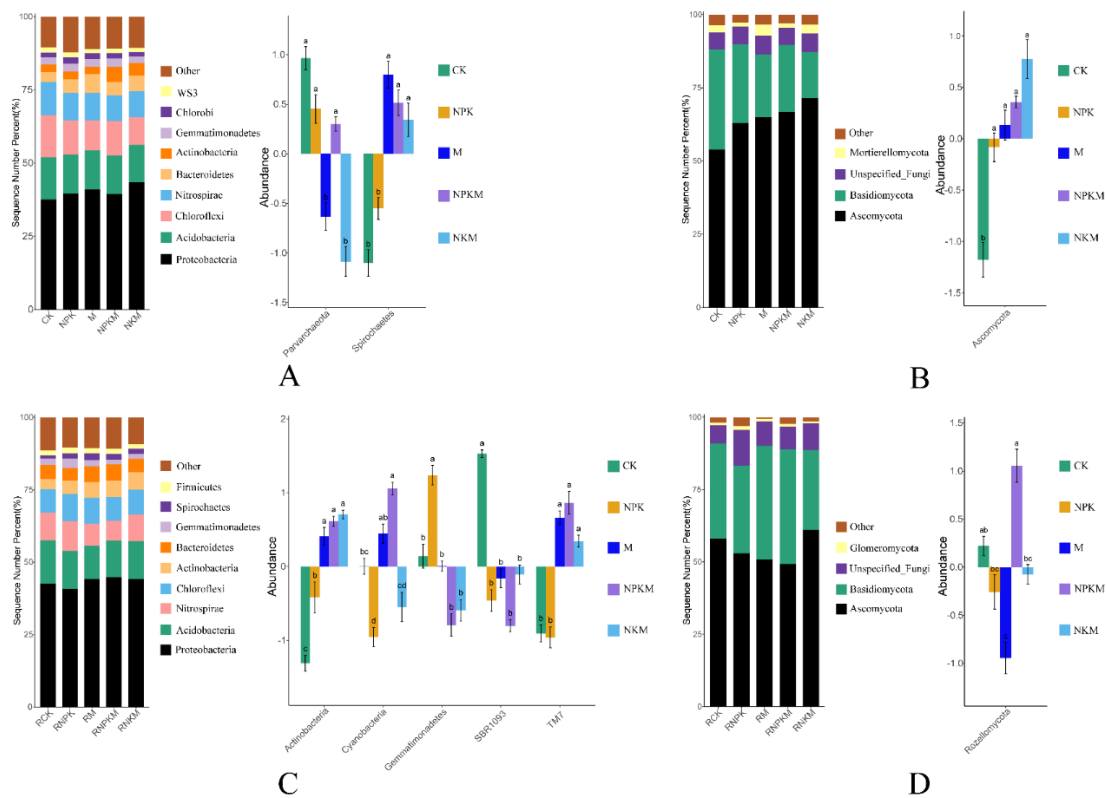 100
75
50
25
0
Sequence Number Percent(%)
CK
NPK
M
NPKM
NKM
Other
WS3
Chlorobi
Gemmatimonadetes
Actinobacteria
Bacteroidetes
Nitrospirae
Chloroflexi
Acidobacteria
Proteobacteria
1.0
0.5
0.0
-0.5
-1.0
-1.5
Abundance
a
a
b
a
b
b
b
a
a
a
Parvarchaeota
Spirochaetes
CK
NPK
M
NPKM
NKM
A
100
75
50
25
0
Sequence Number Percent(%)
CK
NPK
M
NPKM
NKM
Other
Mortierellomycota
Unspecified_Fungi
Basidiomycota
Ascomycota
1.0
0.5
0.0
-0.5
-1.0
-1.5
Abundance
b
a
a
a
a
Ascomycota
CK
NPK
M
NPKM
NKM
B
100
75
50
25
0
Sequence Number Percent(%)
RCK
RNPK
RM
RNPKM
RNKM
Other
Firmicutes
Spirochaetes
Gemmatimonadetes
Bacteroidetes
Actinobacteria
Chloroflexi
Nitrospirae
Acidobacteria
Proteobacteria
2
1
0
-1
Abundance
c
b
a
a
a
bc
d
ab
a
cd
a
a
b
b
b
a
b
b
b
b
b
b
a
a
a
Actinobacteria
Cyanobacteria
Gemmatimonadetes
SBR1093
TM7
CK
NPK
M
NPKM
NKM
C
100
75
50
25
0
Sequence Number Percent(%)
RCK
RNPK
RM
RNPKM
RNKM
Other
Glomeromycota
Unspecified_Fungi
Basidiomycota
Ascomycota
1.5
1.0
0.5
0.0
-0.5
-1.0
Abundance
ab
bc
a
bc
Rozellomycota
CK
NPK
M
NPKM
NKM
D